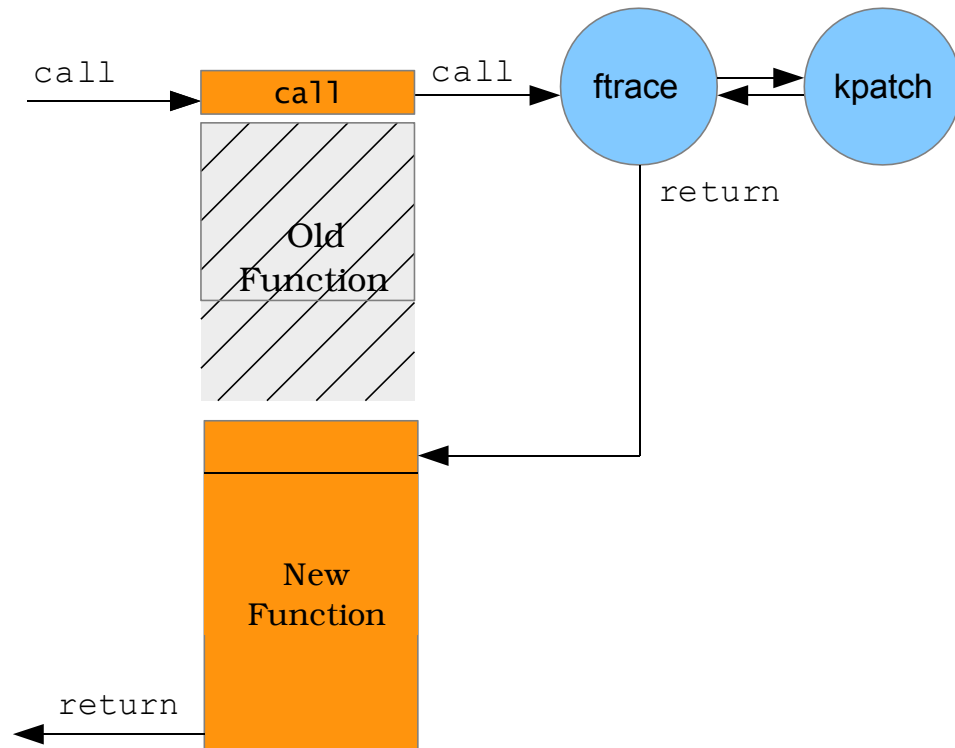 call
call
call
ftrace
kpatch
return
Old
Function
New
Function
return